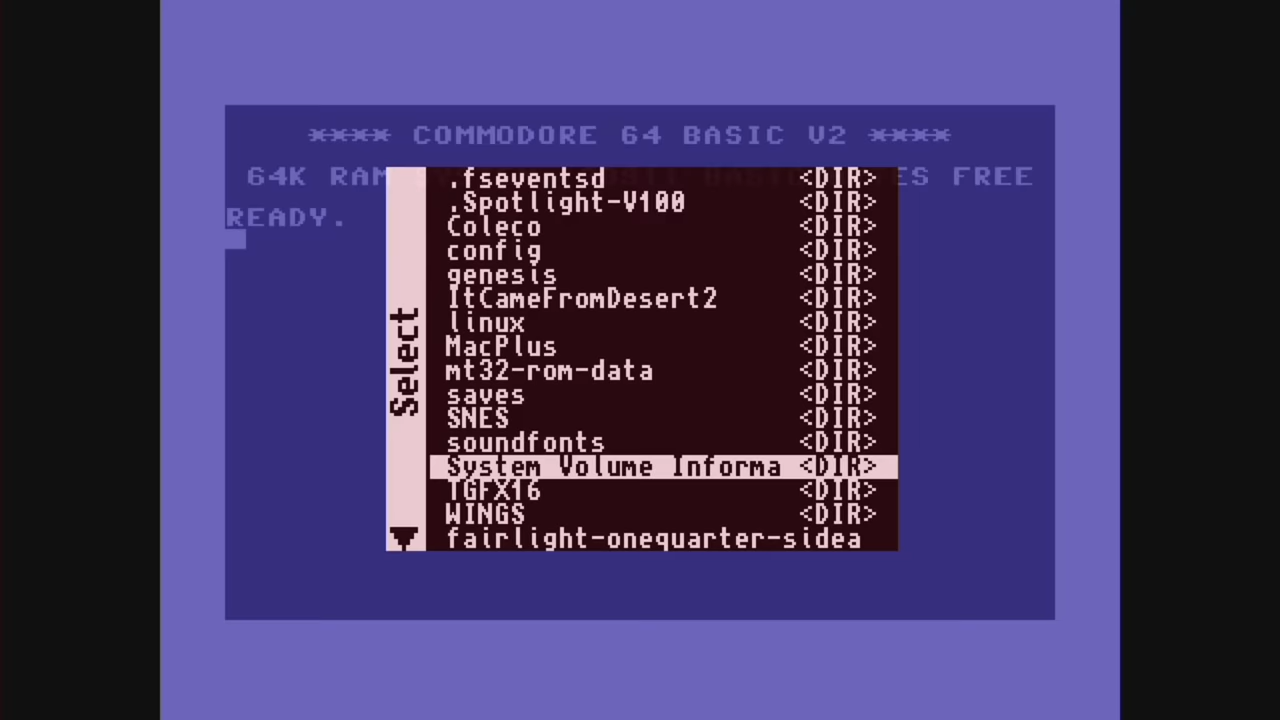 **** COMMODORE 64 BASIC V2 ****
64K RAM ES FREE
READY.
Select
.fseventsd <DIR>
.Spotlight-V100 <DIR>
Coleco <DIR>
config <DIR>
genesis <DIR>
ItCameFromDesert2 <DIR>
linux <DIR>
MacPlus <DIR>
mt32-rom-data <DIR>
saves <DIR>
SNES <DIR>
soundfonts <DIR>
System Volume Informa <DIR>
TGFX16 <DIR>
WINGS <DIR>
fairlight-onequarter-sidea